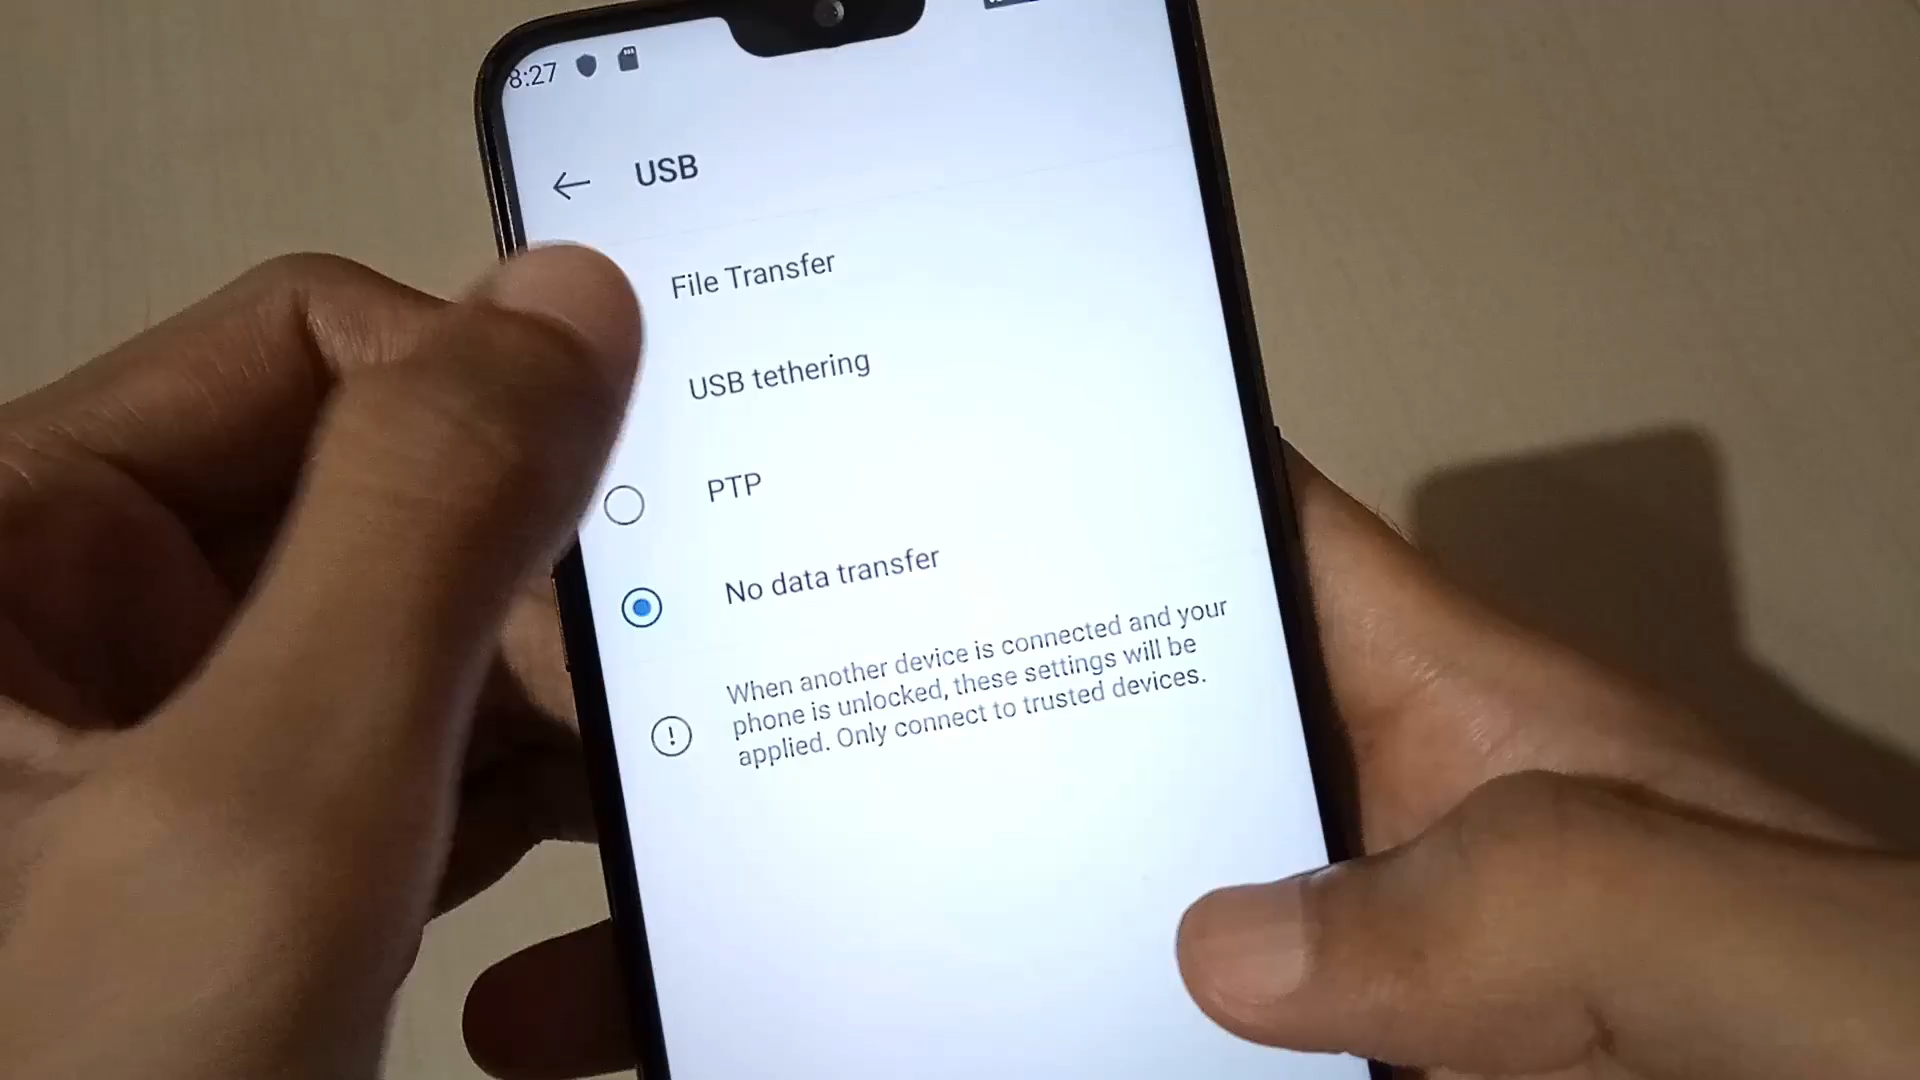 8:27
USB
File Transfer
USB tethering
PTP
No data transfer
When another device is connected and your
phone is unlocked, these settings will be
applied. Only connect to trusted devices.